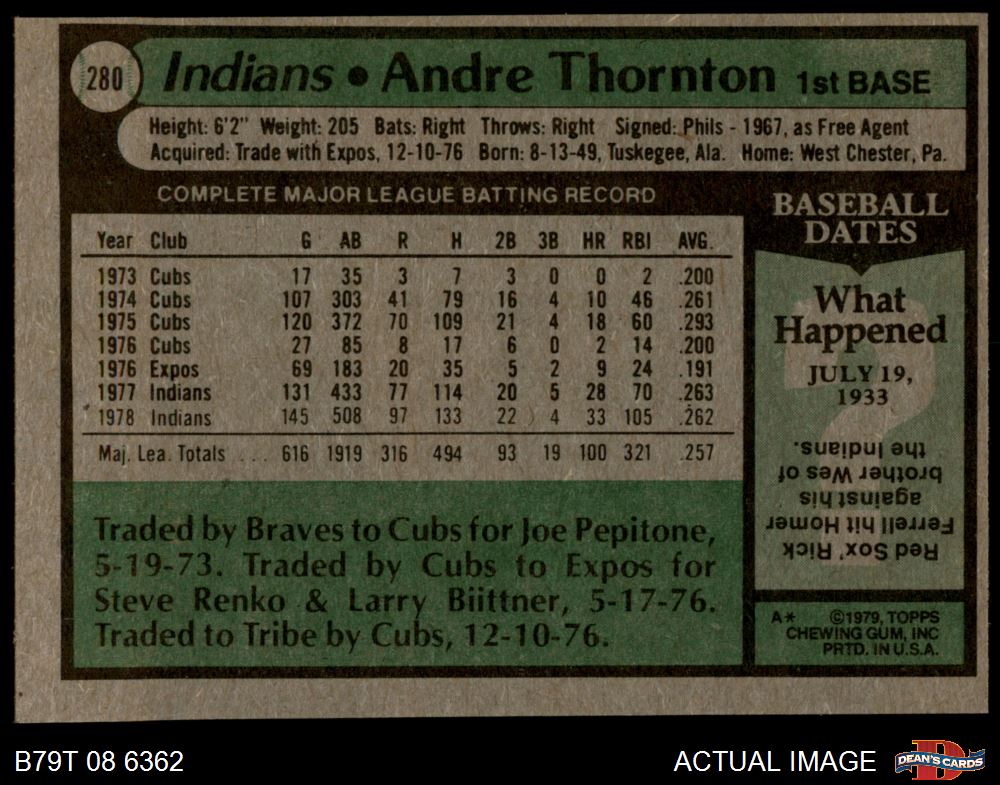 280 Indians • Andre Thornton 1st BASE
Height: 6'2" Weight: 205 Bats: Right Throws: Right Signed: Phils - 1967, as Free Agent
Acquired: Trade with Expos, 12-10-76 Born: 8-13-49, Tuskegee, Ala. Home: West Chester, Pa.
COMPLETE MAJOR LEAGUE BATTING RECORD
Year Club G AB R H 2B 3B HR RBI AVG.
1973 Cubs 17 35 3 7 3 0 0 2 .200
1974 Cubs 107 303 41 79 16 4 10 46 .261
1975 Cubs 120 372 70 109 21 4 18 60 .293
1976 Cubs 27 85 8 17 6 0 2 14 .200
1976 Expos 69 183 20 35 5 2 9 24 .191
1977 Indians 131 433 77 114 20 5 28 70 .263
1978 Indians 145 508 97 133 22 4 33 105 .262
Maj. Lea. Totals ... 616 1919 316 494 93 19 100 321 .257
Traded by Braves to Cubs for Joe Pepitone,
5-19-73. Traded by Cubs to Expos for
Steve Renko & Larry Biittner, 5-17-76.
Traded to Tribe by Cubs, 12-10-76.
BASEBALL
DATES
What
Happened
JULY 19,
1933
Red Sox' Rick
Ferrell hit Homer
against his
brother Wes of
the Indians.
A* ©1979, TOPPS
CHEWING GUM, INC
PRTD. IN U.S.A.
B79T 08 6362
ACTUAL IMAGE
DEAN'S CARDS